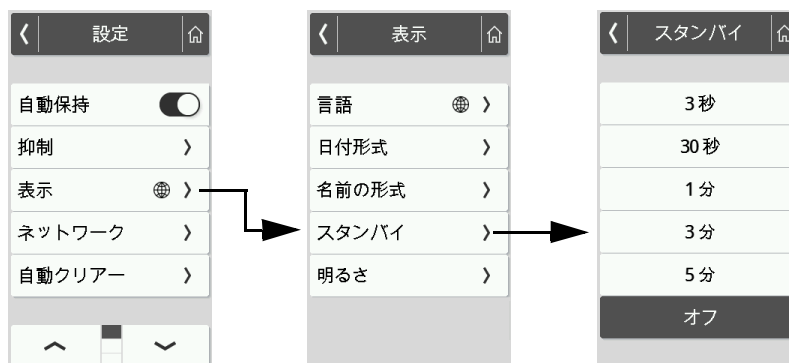 設定
自動保持
抑制
表示
ネットワーク
自動クリアー
表示
言語
日付形式
名前の形式
スタンバイ
明るさ
スタンバイ
3秒
30秒
1分
3分
5分
オフ